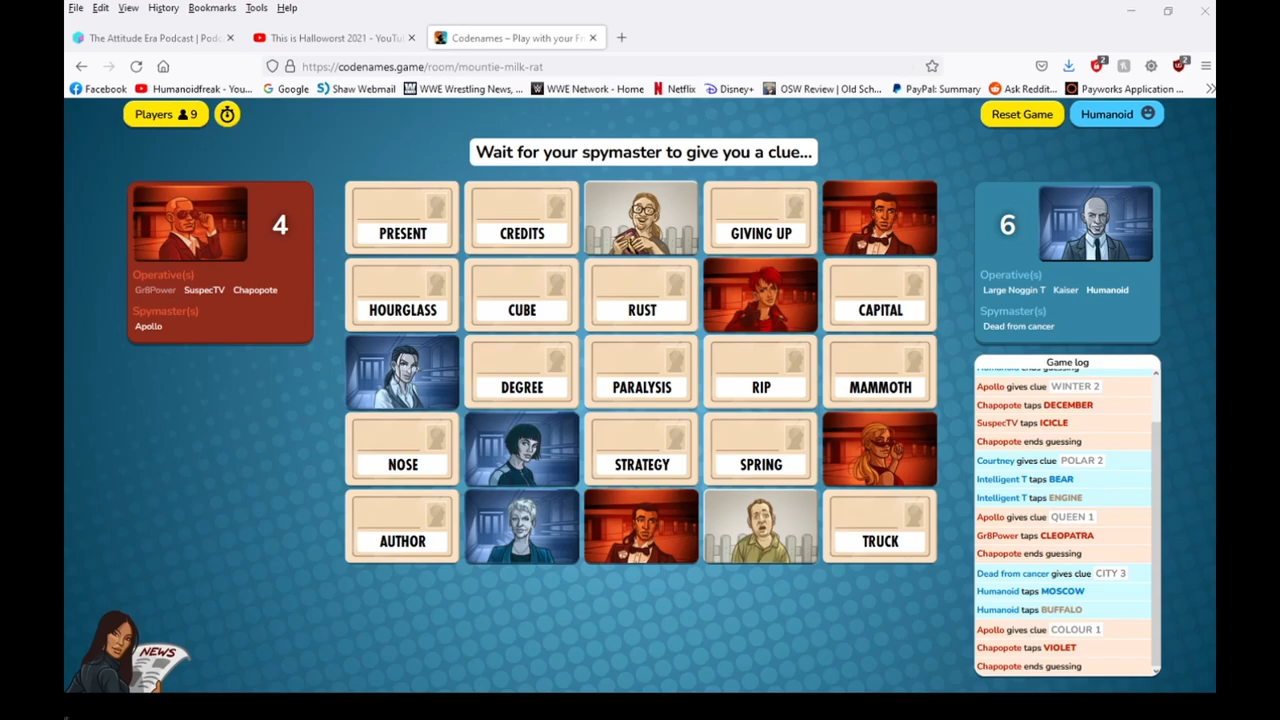 File Edit View History Bookmarks Tools Help
The Attitude Era Podcast | Podc
This is Halloworst 2021 - YouTu
Codenames – Play with your Fr
https://codenames.game/room/mountie-milk-rat
Facebook Humanoidfreak - You... Google Shaw Webmail WWE Wrestling News, ... WWE Network - Home Netflix Disney+ OSW Review | Old Sch... PayPal: Summary Ask Reddit... Payworks Application ...
Players 9
Reset Game
Humanoid
Wait for your spymaster to give you a clue...
4
Operative(s)
Gr8Power SuspecTV Chapopote
Spymaster(s)
Apollo
PRESENT CREDITS GIVING UP
HOURGLASS CUBE RUST CAPITAL
DEGREE PARALYSIS RIP MAMMOTH
NOSE STRATEGY SPRING
AUTHOR TRUCK
6
Operative(s)
Large Noggin T Kaiser Humanoid
Spymaster(s)
Dead from cancer
Game log
Humanoid ends guessing
Apollo gives clue WINTER 2
Chapopote taps DECEMBER
SuspecTV taps ICICLE
Chapopote ends guessing
Courtney gives clue POLAR 2
Intelligent T taps BEAR
Intelligent T taps ENGINE
Apollo gives clue QUEEN 1
Gr8Power taps CLEOPATRA
Chapopote ends guessing
Dead from cancer gives clue CITY 3
Humanoid taps MOSCOW
Humanoid taps BUFFALO
Apollo gives clue COLOUR 1
Chapopote taps VIOLET
Chapopote ends guessing
NEWS